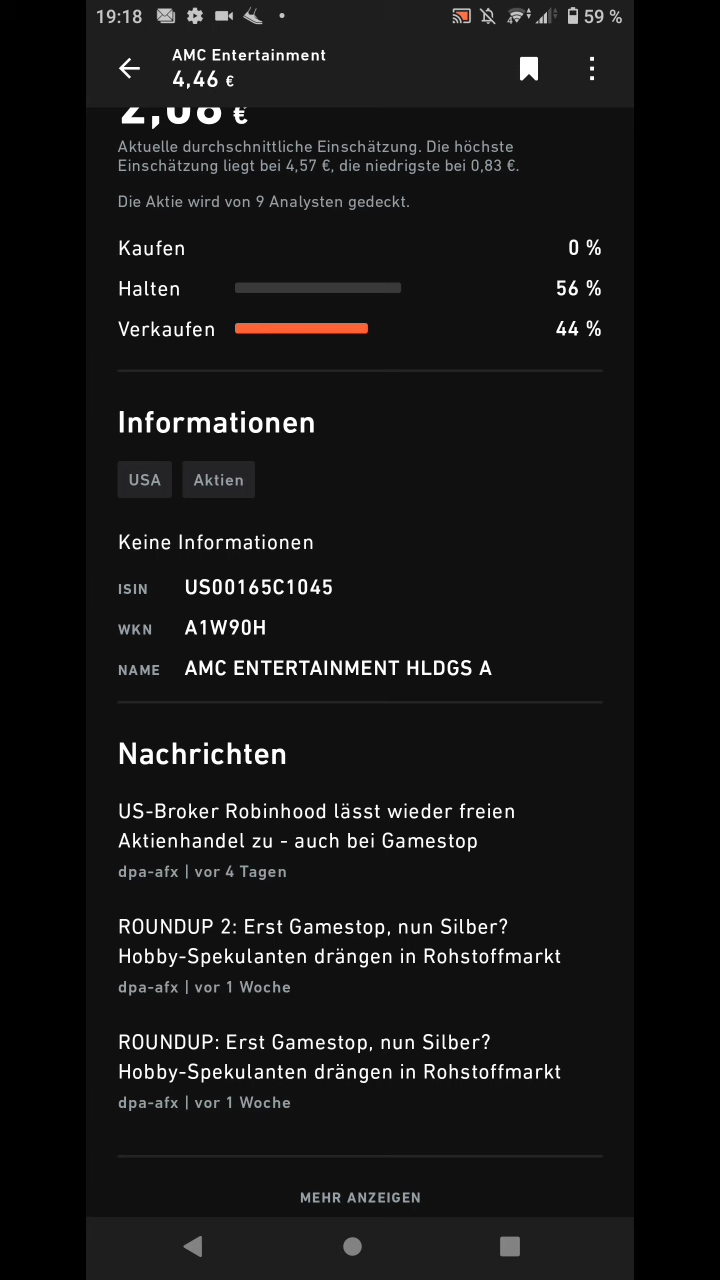 19:18
59 %
AMC Entertainment
4,46 €
€
Aktuelle durchschnittliche Einschätzung. Die höchste
Einschätzung liegt bei 4,57 €, die niedrigste bei 0,83 €.
Die Aktie wird von 9 Analysten gedeckt.
Kaufen 0 %
Halten 56 %
Verkaufen 44 %
Informationen
USA Aktien
Keine Informationen
ISIN US00165C1045
WKN A1W90H
NAME AMC ENTERTAINMENT HLDGS A
Nachrichten
US-Broker Robinhood lässt wieder freien
Aktienhandel zu - auch bei Gamestop
dpa-afx | vor 4 Tagen
ROUNDUP 2: Erst Gamestop, nun Silber?
Hobby-Spekulanten drängen in Rohstoffmarkt
dpa-afx | vor 1 Woche
ROUNDUP: Erst Gamestop, nun Silber?
Hobby-Spekulanten drängen in Rohstoffmarkt
dpa-afx | vor 1 Woche
MEHR ANZEIGEN